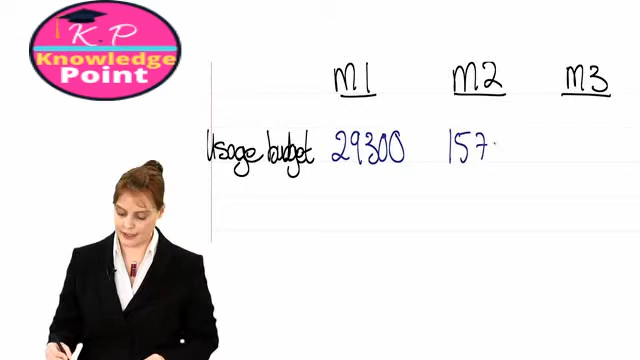 K.P
Knowledge
Point
M1 M2 M3
Usage budget 29300 157